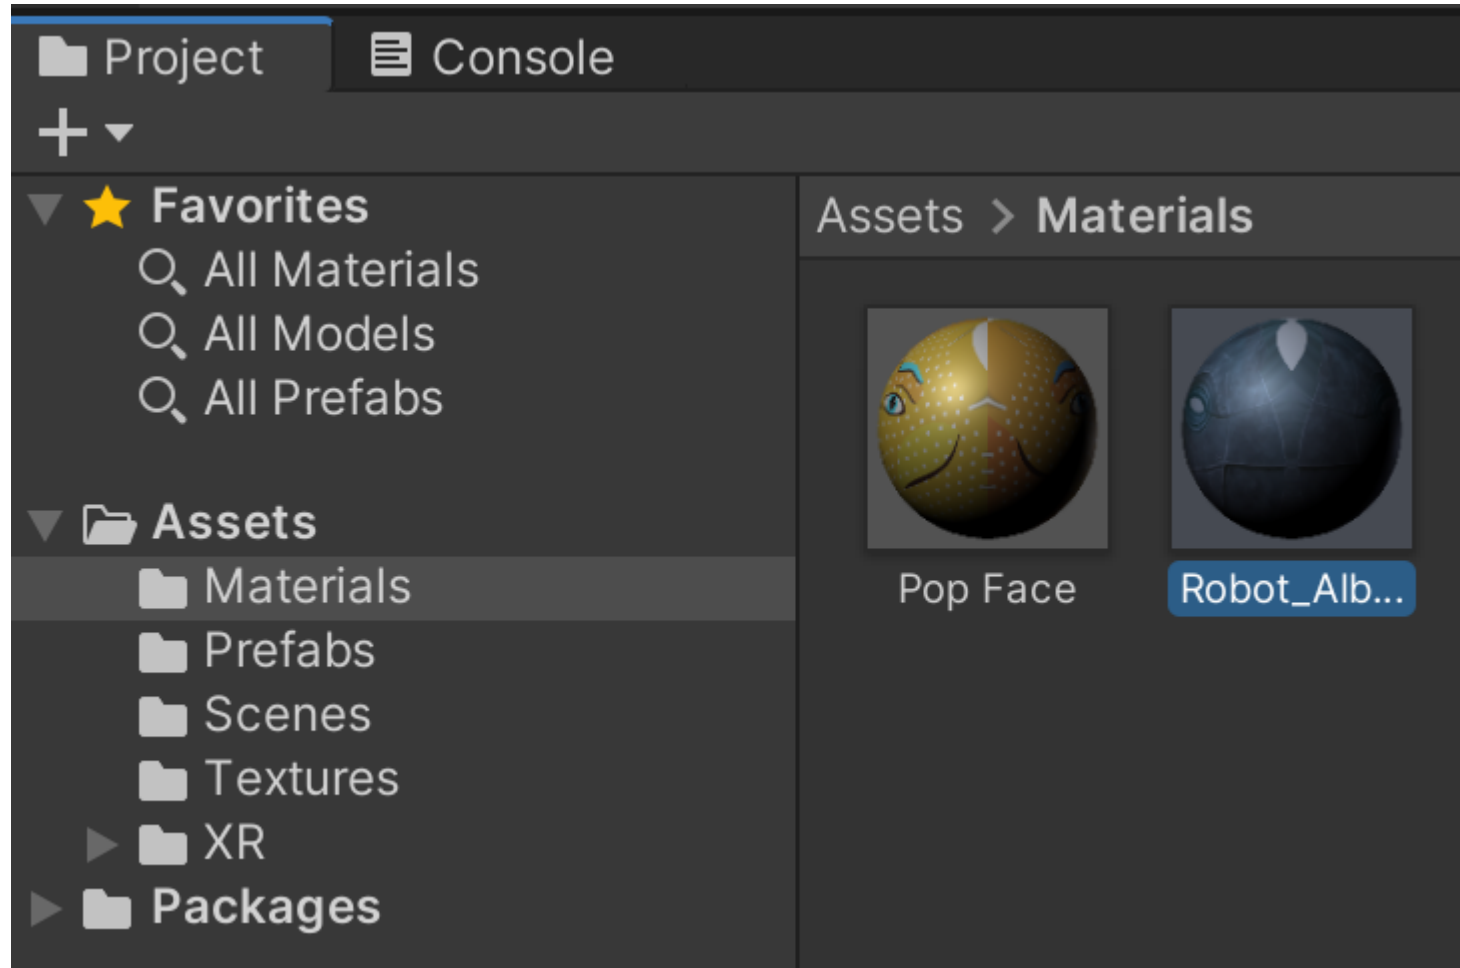 Project
Console
Favorites
All Materials
All Models
All Prefabs
Assets
Materials
Prefabs
Scenes
Textures
XR
Packages
Assets > Materials
Pop Face
Robot_Alb...